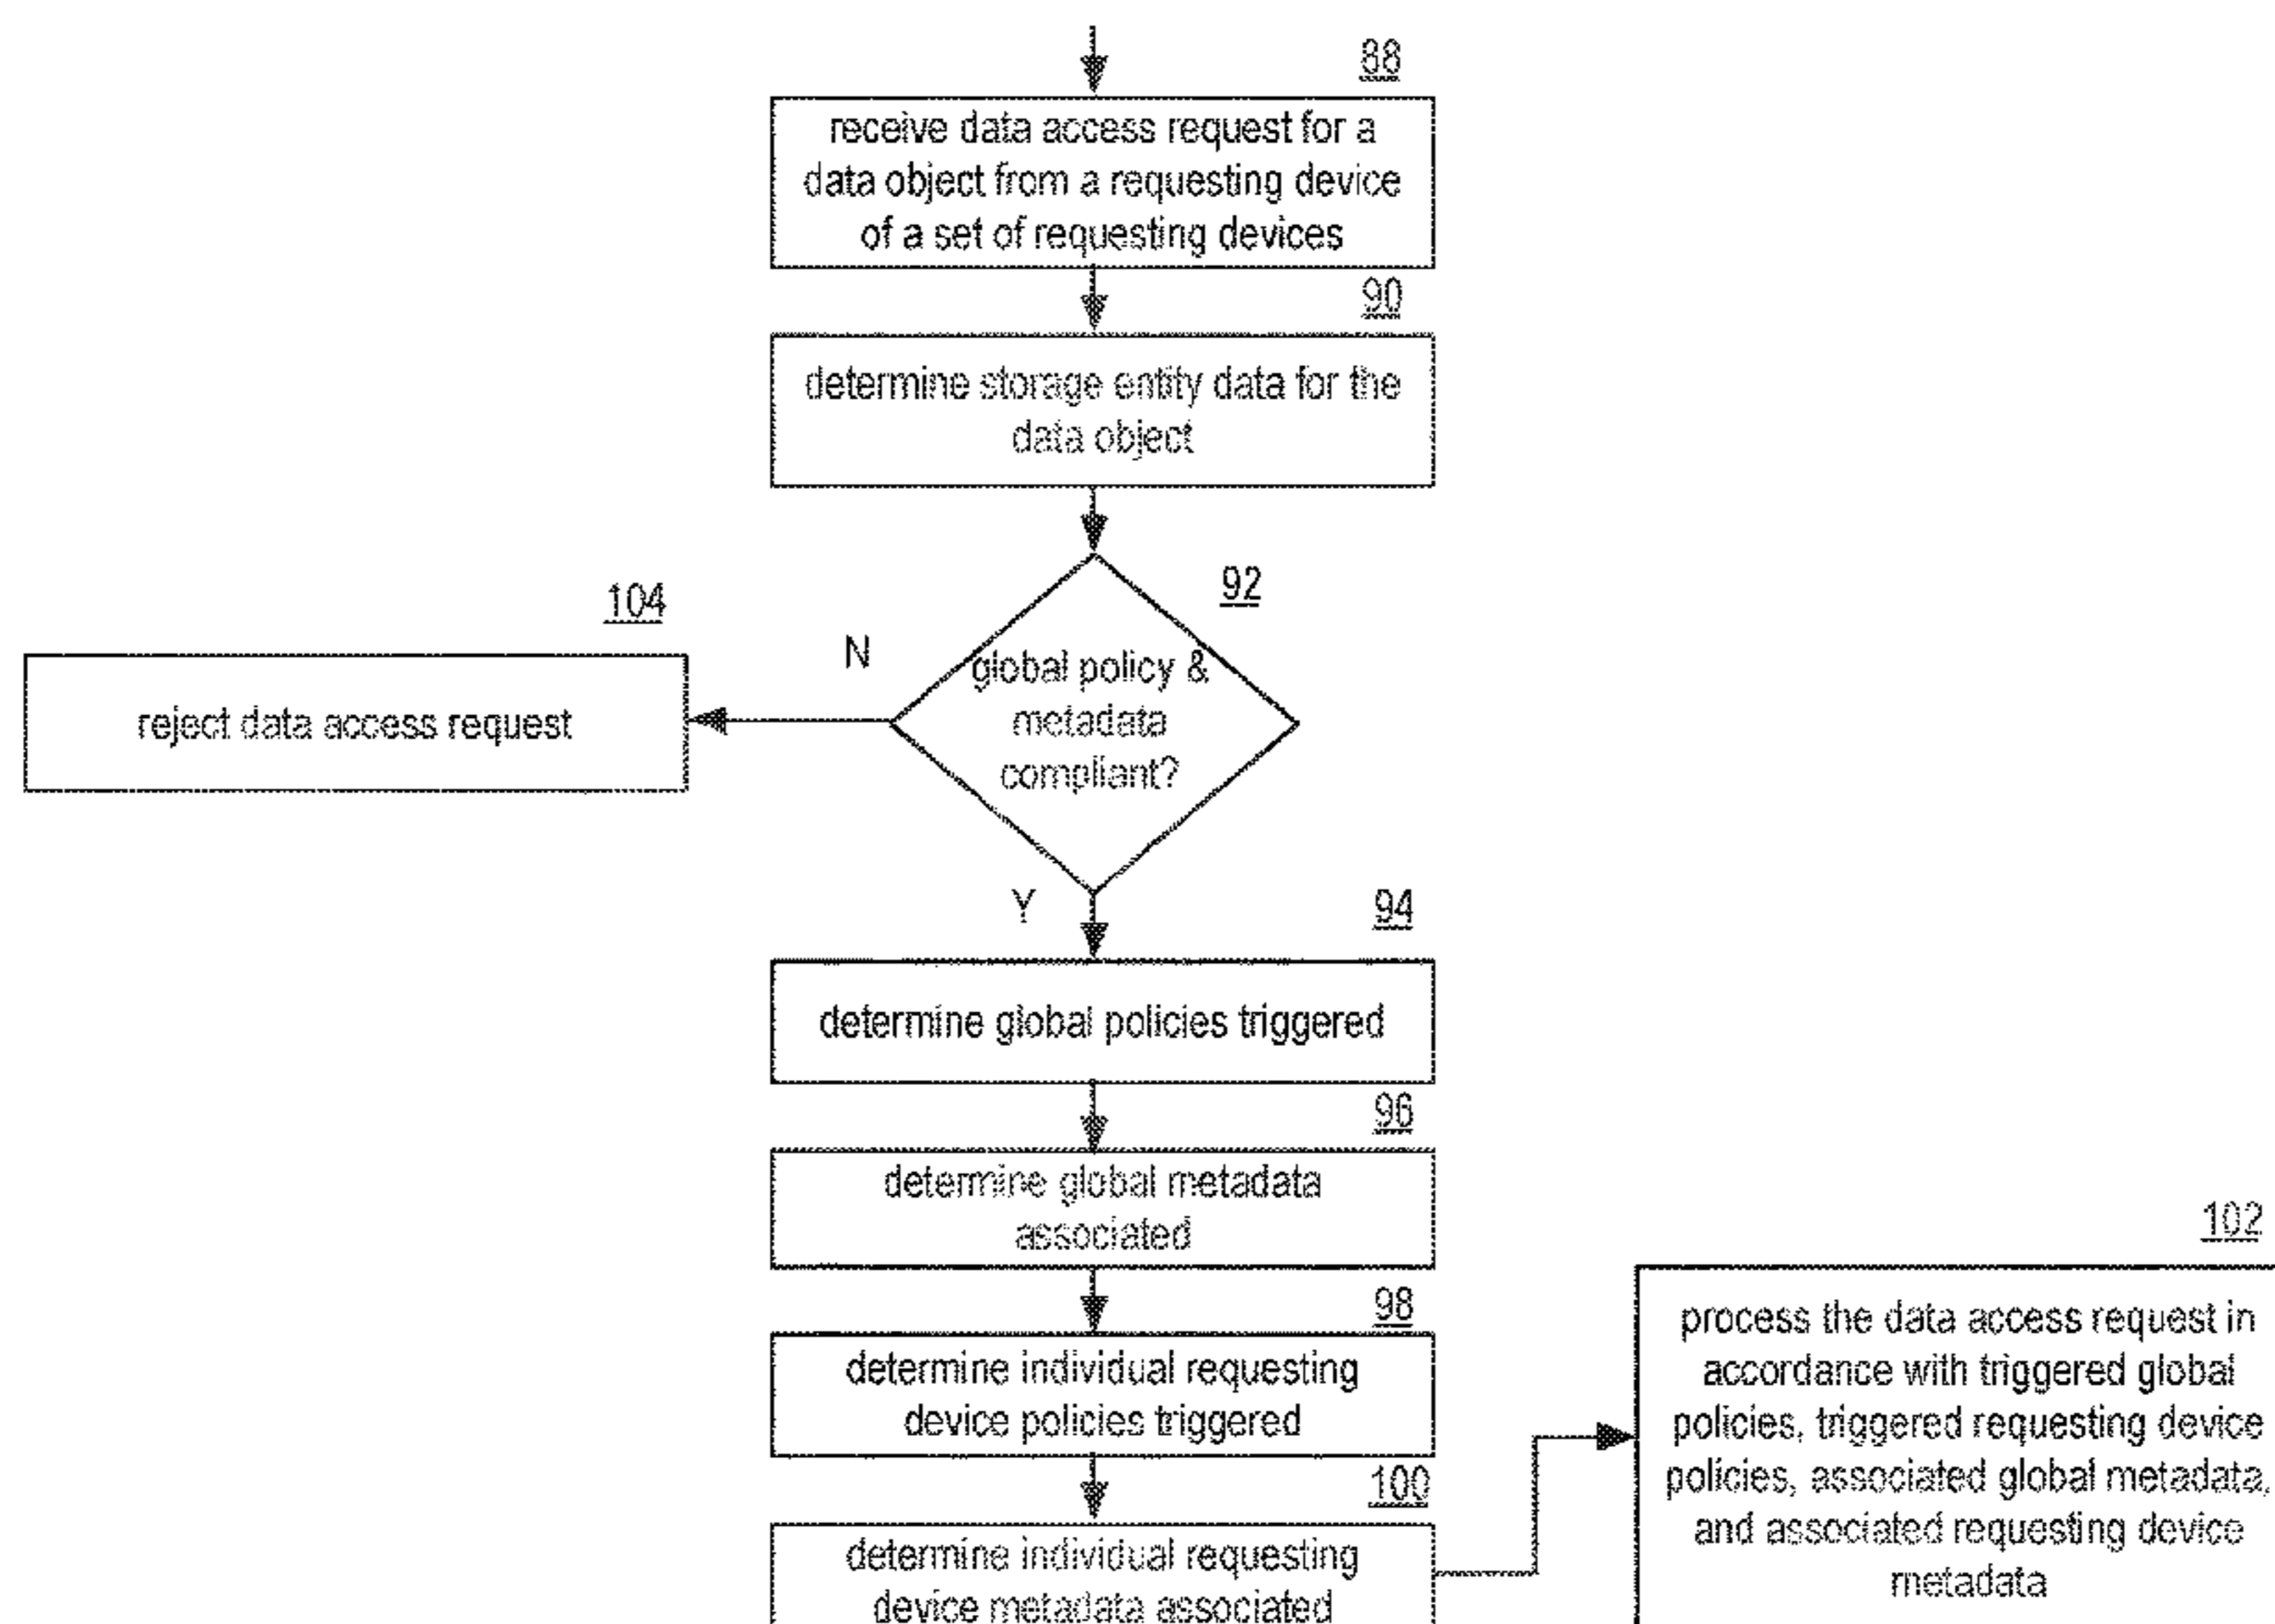 88
receive data access request for a
data object from a requesting device
of a set of requesting devices
90
determine storage entity data for the
data object
92
global policy &
metadata
compliant?
N
104
reject data access request
Y
94
determine global policies triggered
96
determine global metadata
associated
98
determine individual requesting
device policies triggered
100
determine individual requesting
device metadata associated
102
process the data access request in
accordance with triggered global
policies, triggered requesting device
policies, associated global metadata,
and associated requesting device
metadata